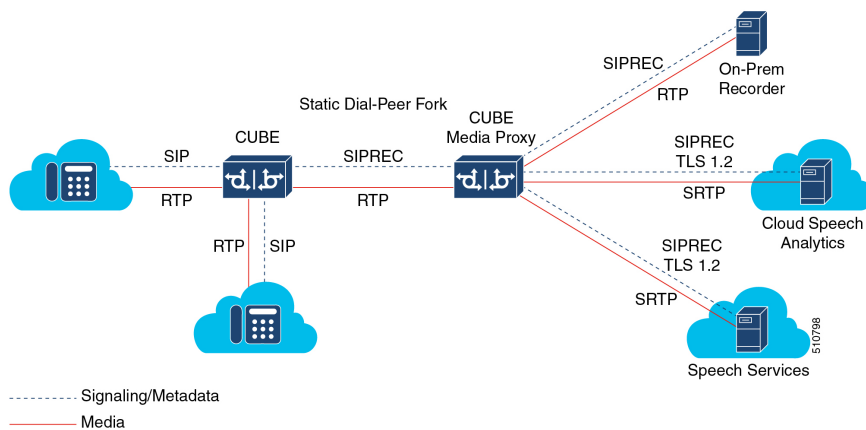 SIPREC
RTP
On-Prem
Recorder
Static Dial-Peer Fork
CUBE
Media Proxy
CUBE
SIP
RTP
SIPREC
RTP
SIPREC
TLS 1.2
SRTP
Cloud Speech
Analytics
RTP
SIP
SIPREC
TLS 1.2
SRTP
Speech Services
510798
Signaling/Metadata
Media